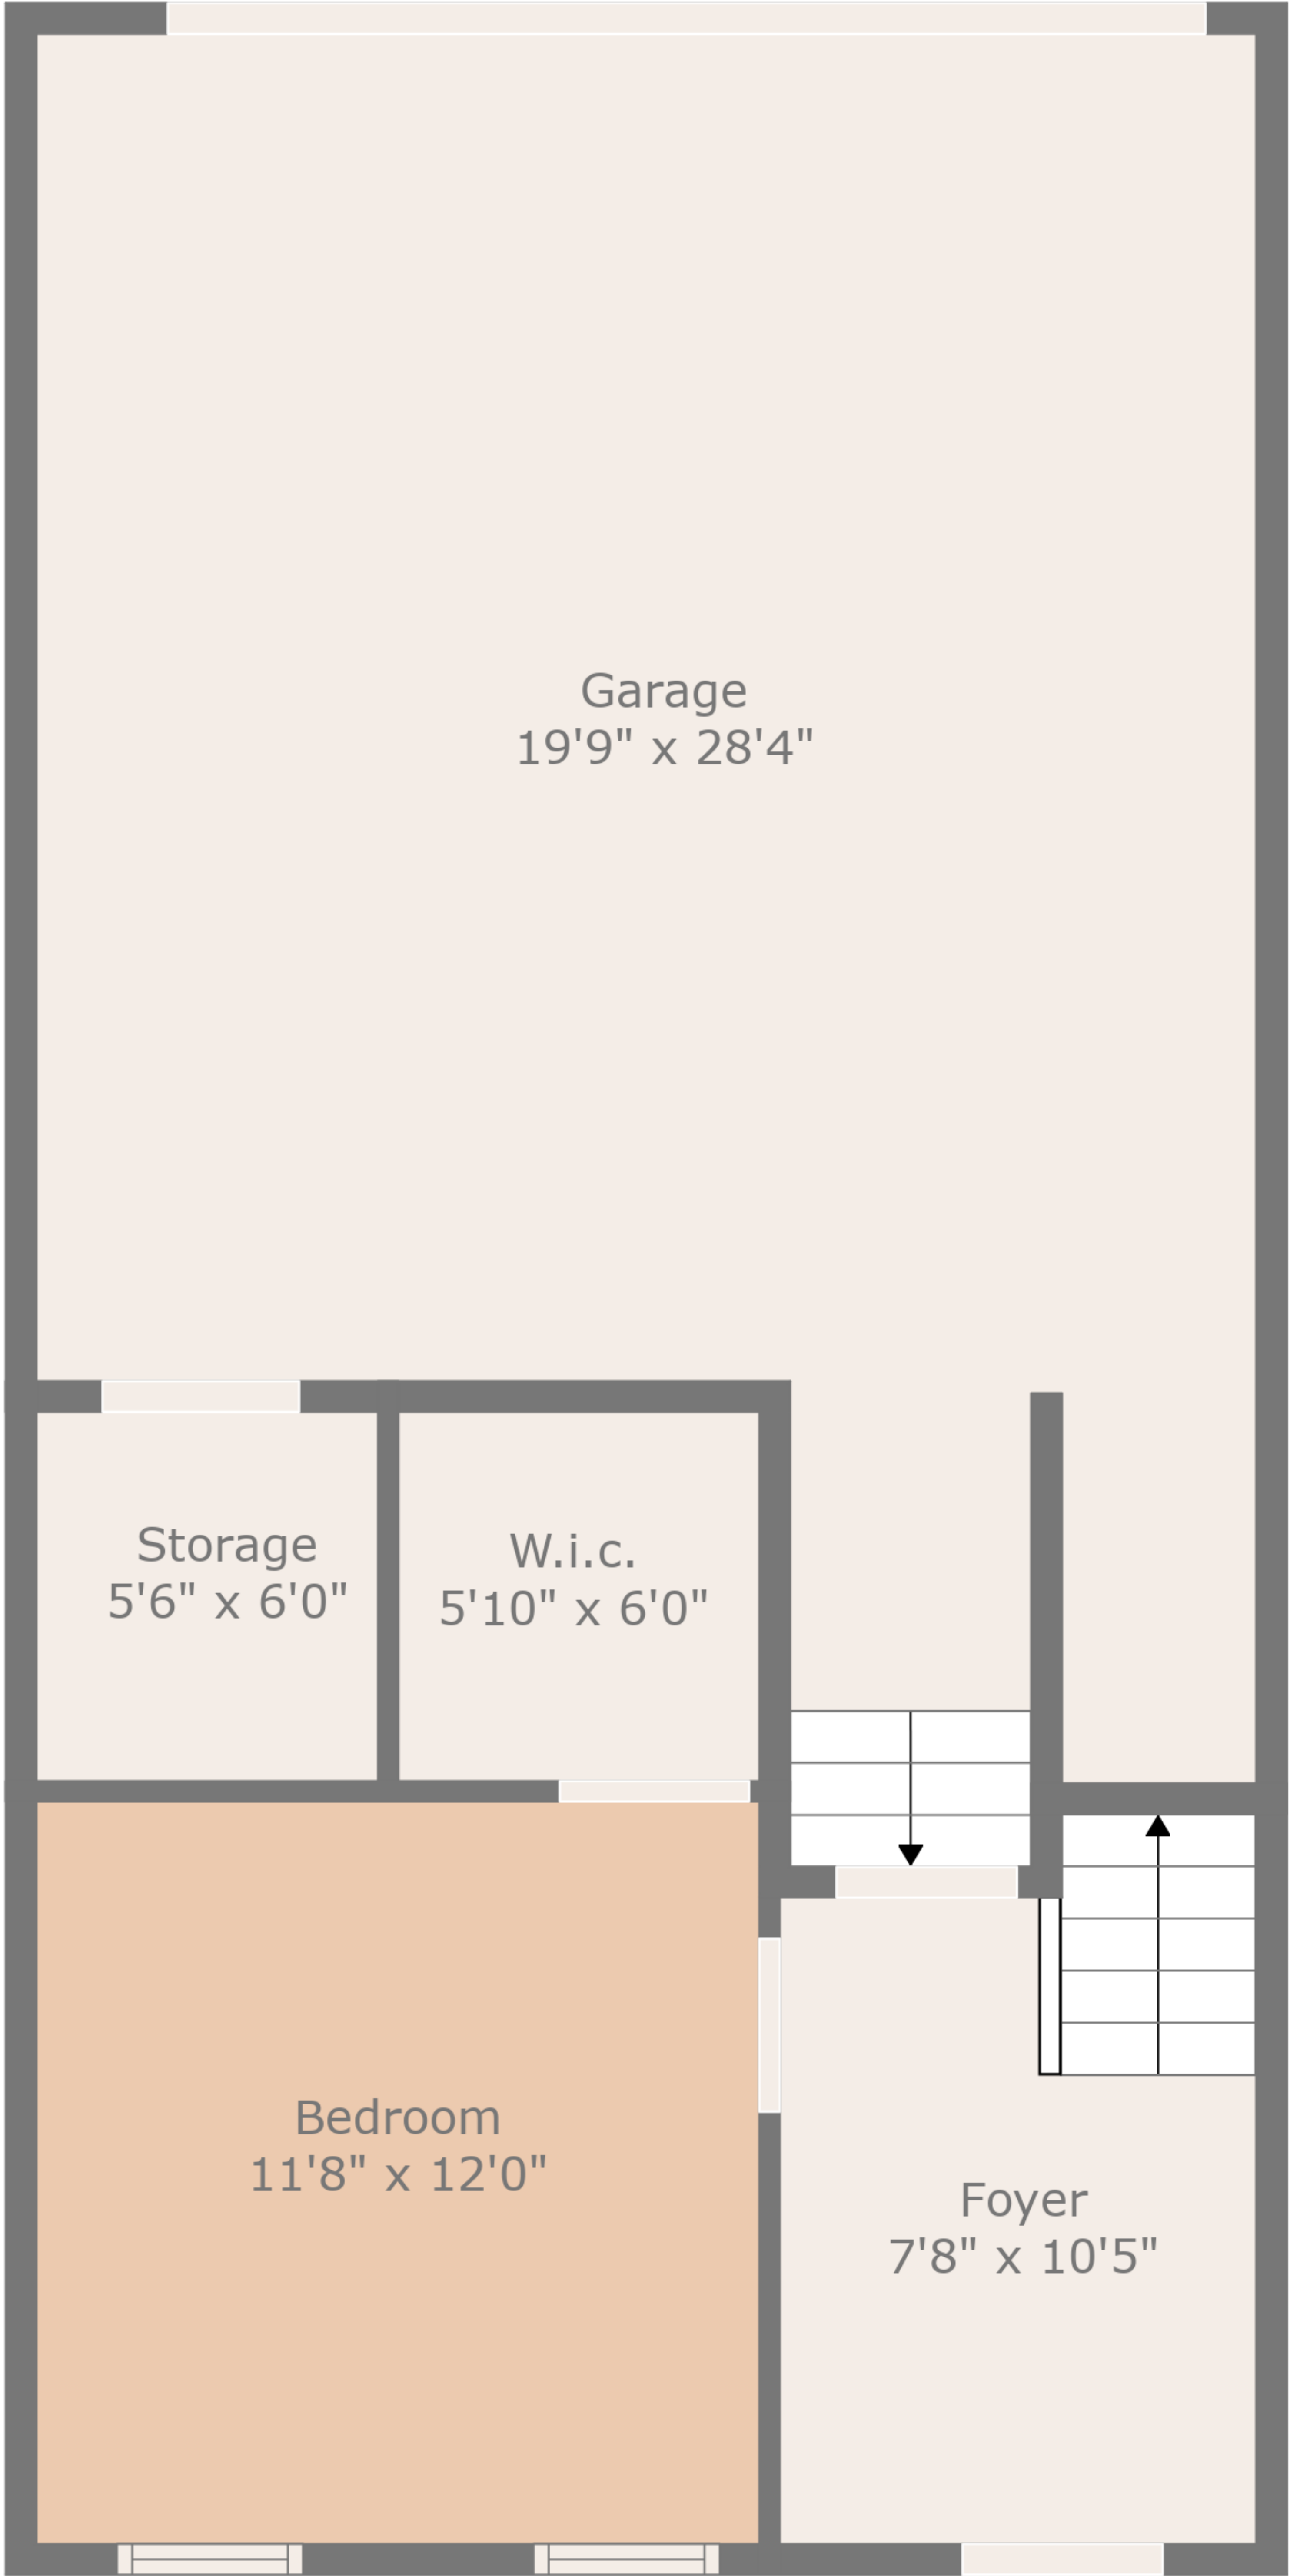 Garage
19'9" x 28'4"
Storage
5'6" x 6'0"
W.i.c.
5'10" x 6'0"
Bedroom
11'8" x 12'0"
Foyer
7'8" x 10'5"